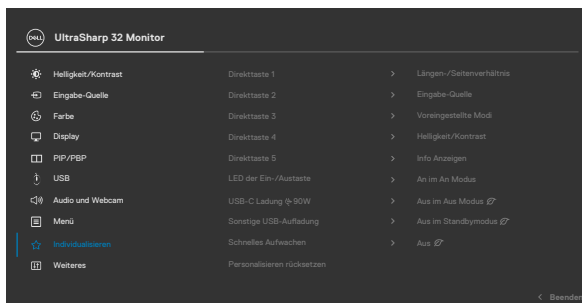 DELL UltraSharp 32 Monitor
Helligkeit/Kontrast Direkttaste 1 > Längen-/Seitenverhältnis
Eingabe-Quelle Direkttaste 2 > Eingabe-Quelle
Farbe Direkttaste 3 > Voreingestellte Modi
Display Direkttaste 4 > Helligkeit/Kontrast
PIP/PBP Direkttaste 5 > Info Anzeigen
USB LED der Ein-/Austaste > An im An Modus
Audio und Webcam USB-C Ladung 90W > Aus im Aus Modus
Menü Sonstige USB-Aufladung > Aus im Standbymodus
Individualisieren Schnelles Aufwachen > Aus
Weiteres Personalisieren rücksetzen
< Beenden